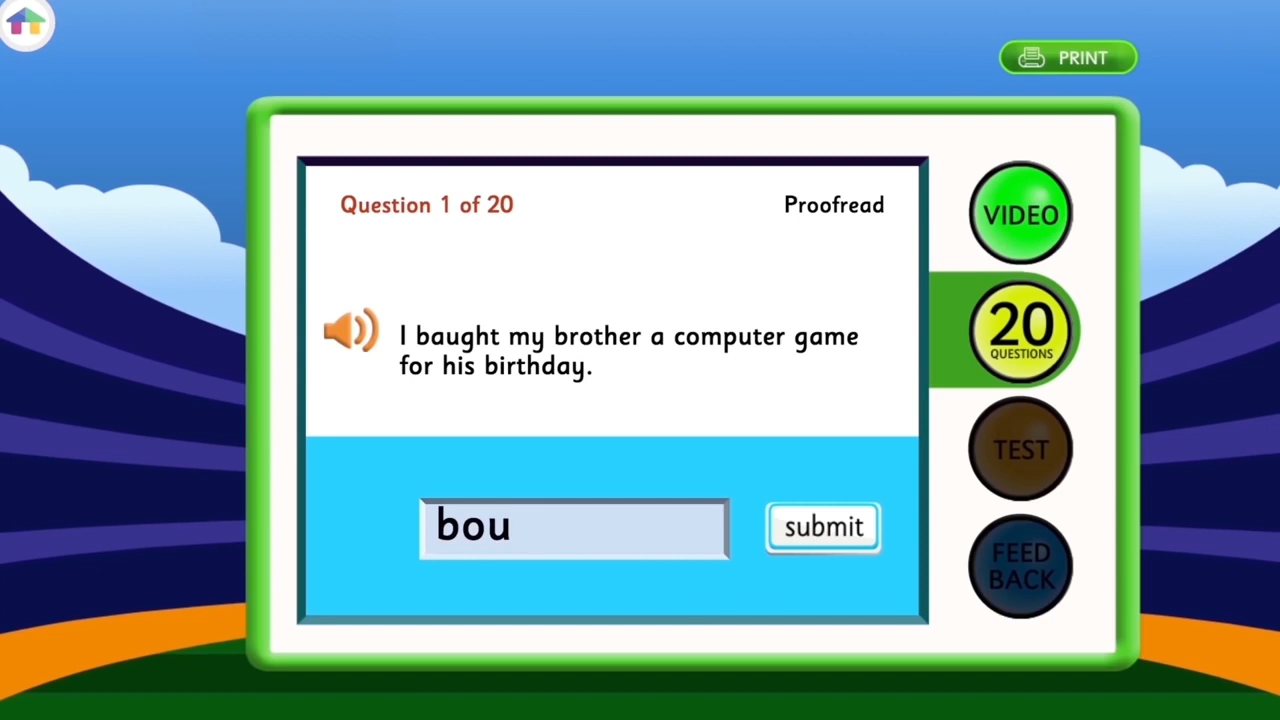 PRINT
Question 1 of 20
Proofread
VIDEO
20
QUESTIONS
I baught my brother a computer game
for his birthday.
TEST
bou
submit
FEED
BACK